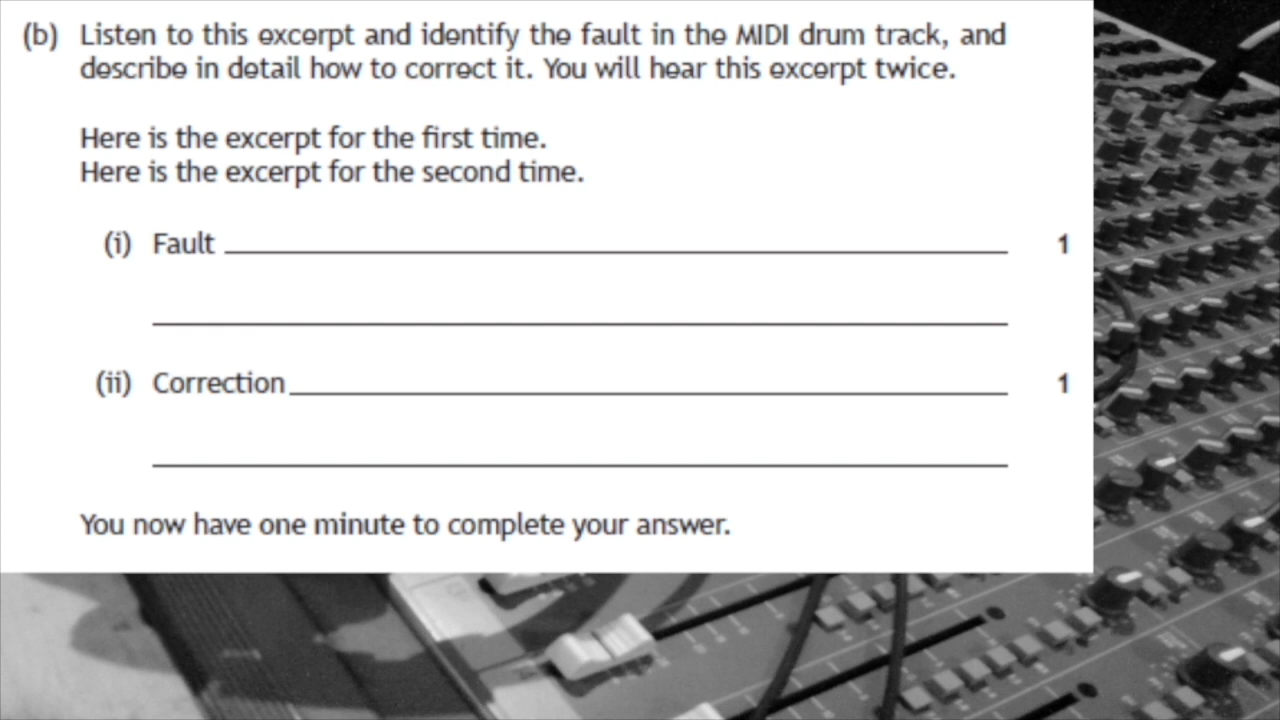 (b) Listen to this excerpt and identify the fault in the MIDI drum track, and
describe in detail how to correct it. You will hear this excerpt twice.
Here is the excerpt for the first time.
Here is the excerpt for the second time.
(i) Fault 1
(ii) Correction 1
You now have one minute to complete your answer.